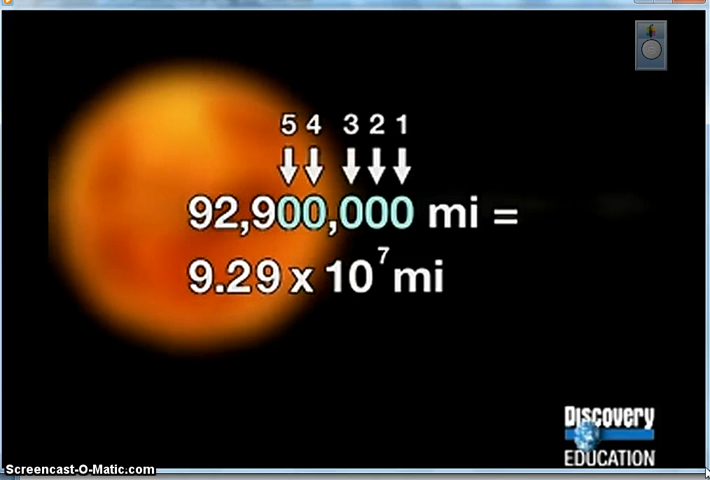 5 4 3 2 1
92,900,000 mi =
9.29 x 10⁷ mi
Discovery
EDUCATION
Screencast-O-Matic.com